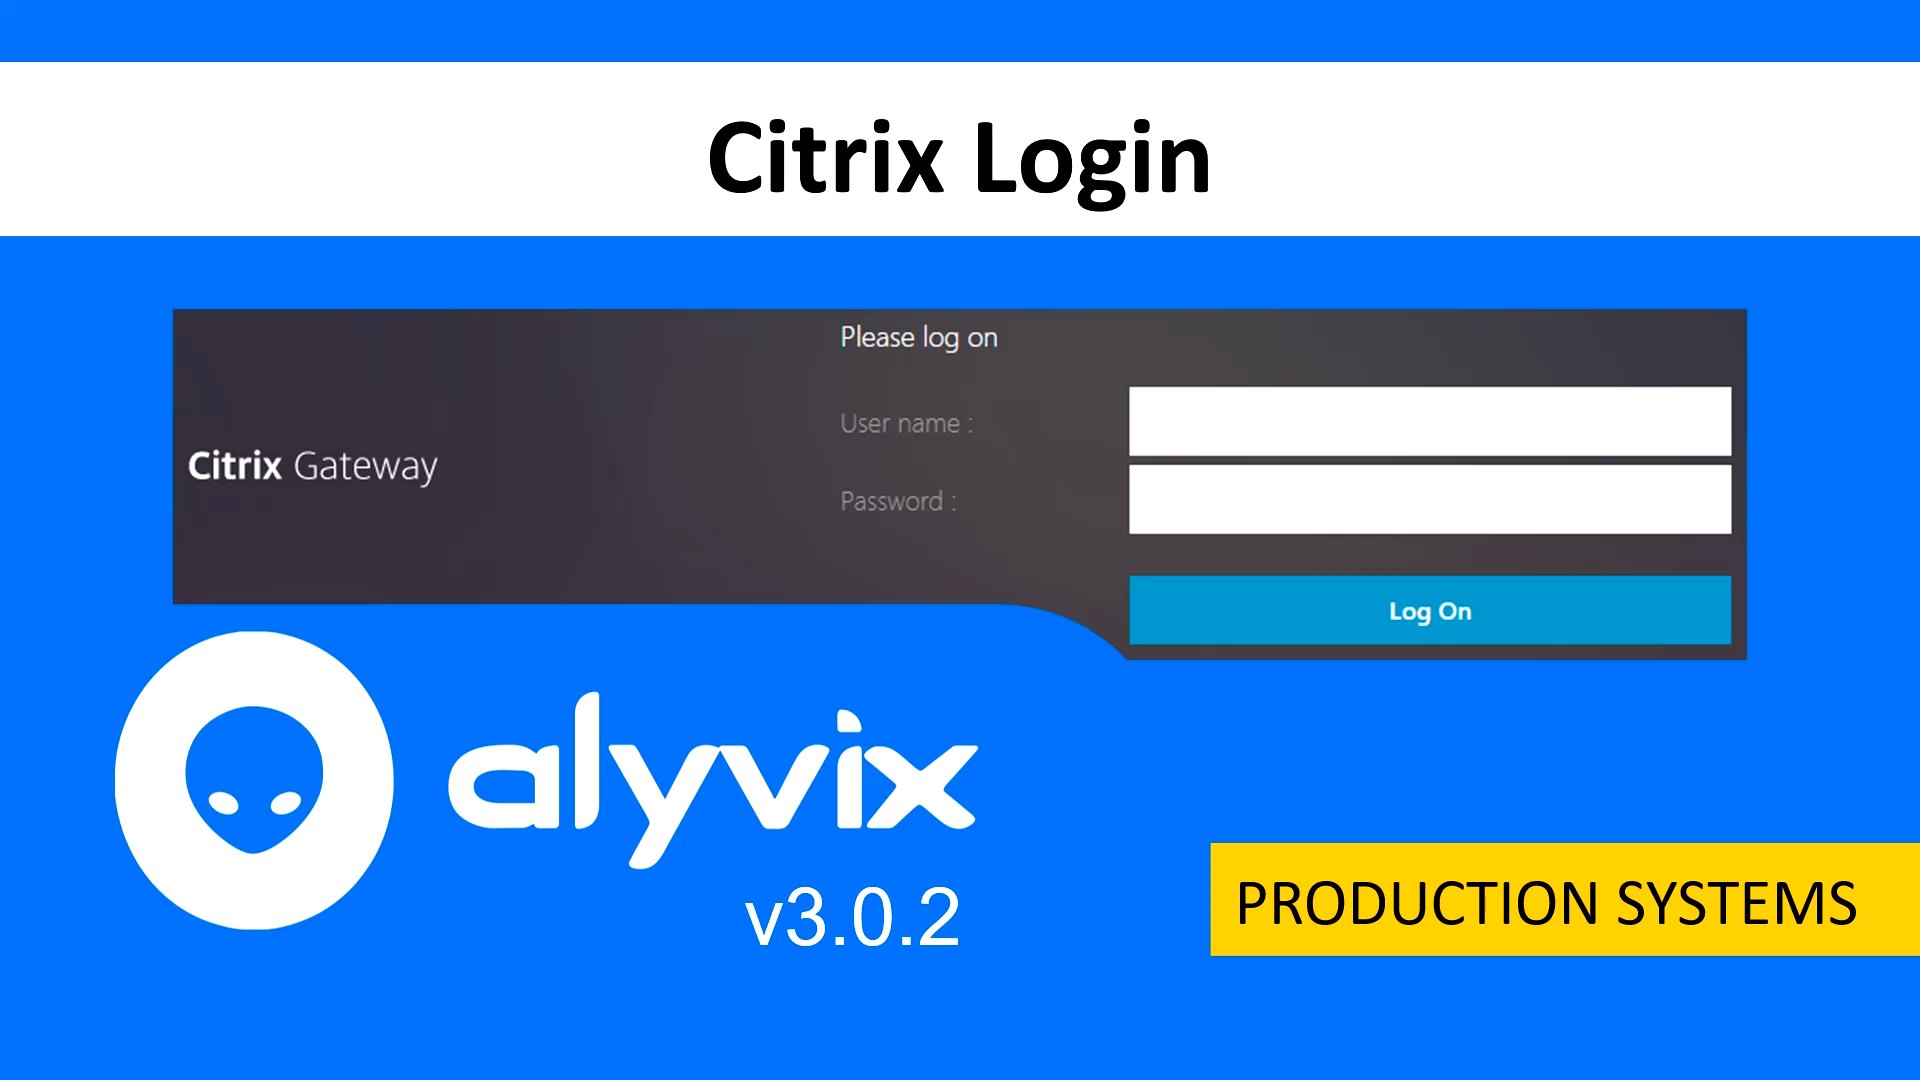 Citrix Login
Please log on
User name :
Citrix Gateway
Password :
Log On
alyvix
v3.0.2
PRODUCTION SYSTEMS